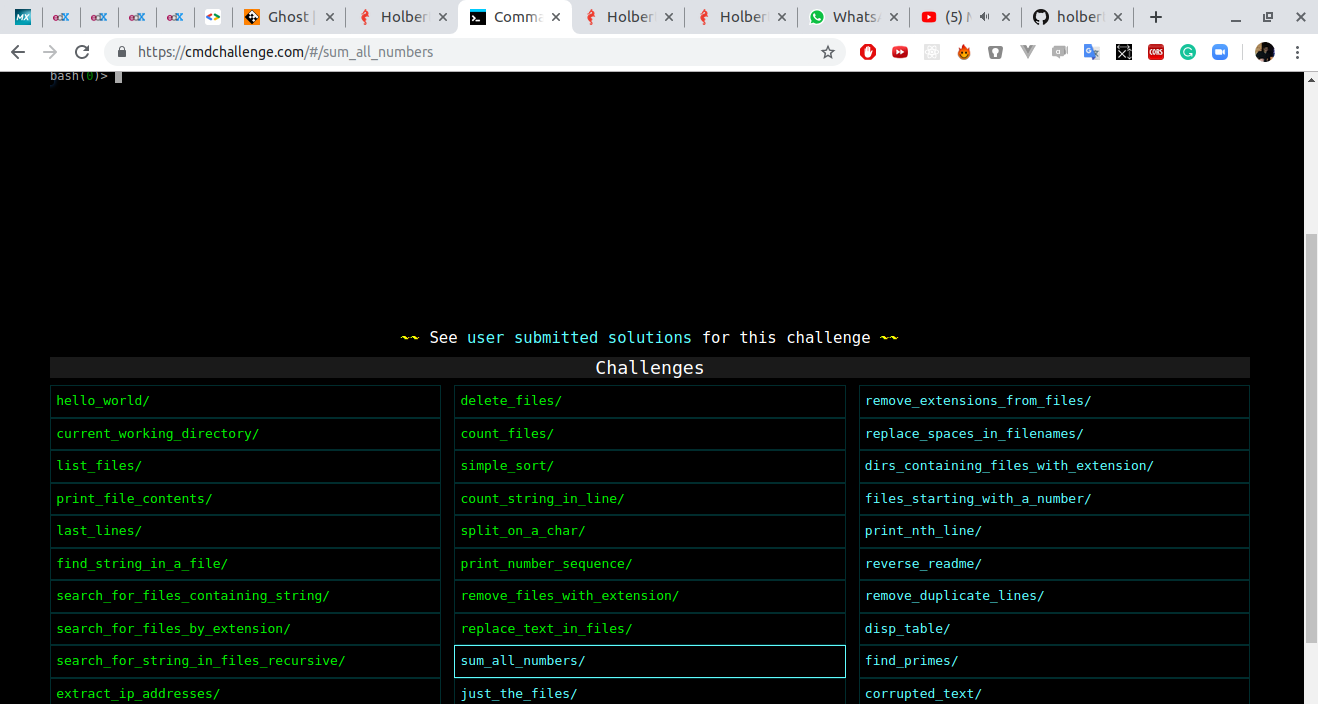 MX
edX
edX
edX
edX
Ghost |
Holber
Comma
Holber
Holber
Whats
(5)
holber
https://cmdchallenge.com/#/sum_all_numbers
CORS
bash(0)>
~~ See user submitted solutions for this challenge ~~
Challenges
hello_world/
current_working_directory/
list_files/
print_file_contents/
last_lines/
find_string_in_a_file/
search_for_files_containing_string/
search_for_files_by_extension/
search_for_string_in_files_recursive/
extract_ip_addresses/
delete_files/
count_files/
simple_sort/
count_string_in_line/
split_on_a_char/
print_number_sequence/
remove_files_with_extension/
replace_text_in_files/
sum_all_numbers/
just_the_files/
remove_extensions_from_files/
replace_spaces_in_filenames/
dirs_containing_files_with_extension/
files_starting_with_a_number/
print_nth_line/
reverse_readme/
remove_duplicate_lines/
disp_table/
find_primes/
corrupted_text/